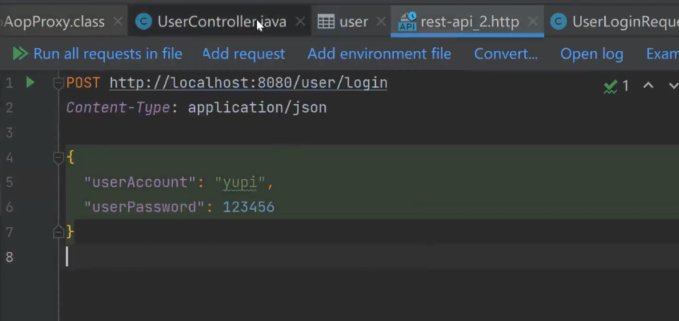 AopProxy.class UserController.java user rest-api_2.http UserLoginReque
Run all requests in file Add request Add environment file Convert... Open log Exam
1 POST http://localhost:8080/user/login 1
2 Content-Type: application/json
3
4 {
5 "userAccount": "yupi",
6 "userPassword": 123456
7 }
8